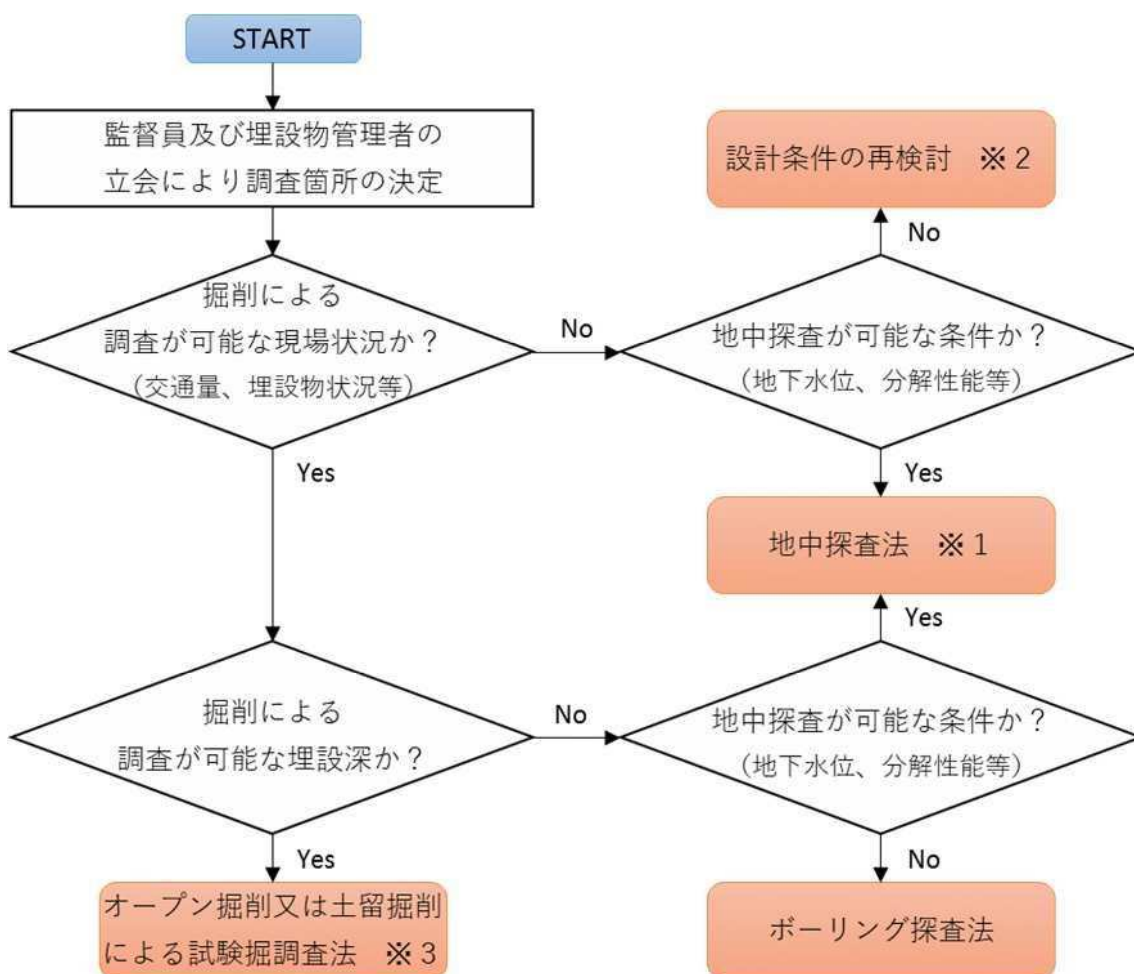 START
監督員及び埋設物管理者の
立会により調査箇所の決定
設計条件の再検討　※２
No
掘削による
調査が可能な現場状況か？
（交通量、埋設物状況等）
No
地中探査が可能な条件か？
（地下水位、分解性能等）
Yes
Yes
地中探査法　※１
Yes
掘削による
調査が可能な埋設深か？
No
地中探査が可能な条件か？
（地下水位、分解性能等）
Yes
No
オープン掘削又は土留掘削
による試験掘調査法　※３
ボーリング探査法